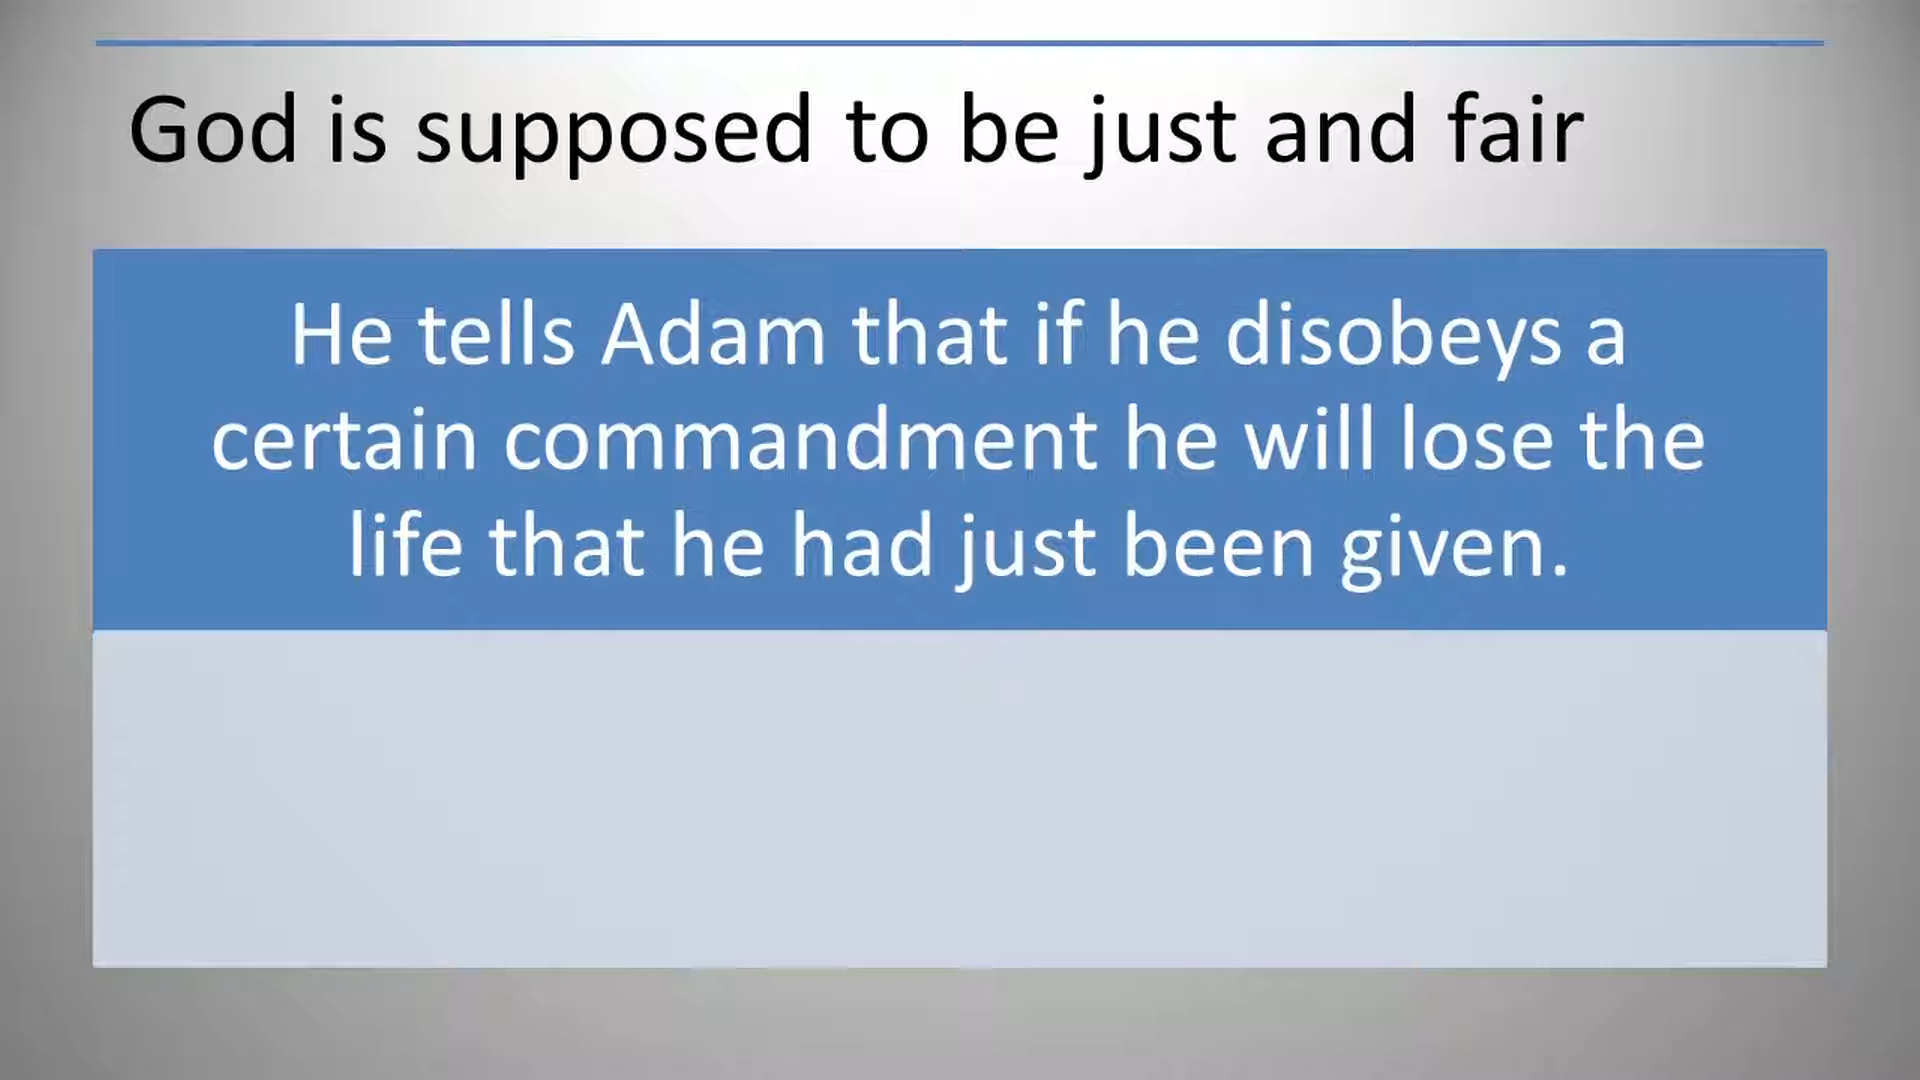 God is supposed to be just and fair
He tells Adam that if he disobeys a
certain commandment he will lose the
life that he had just been given.